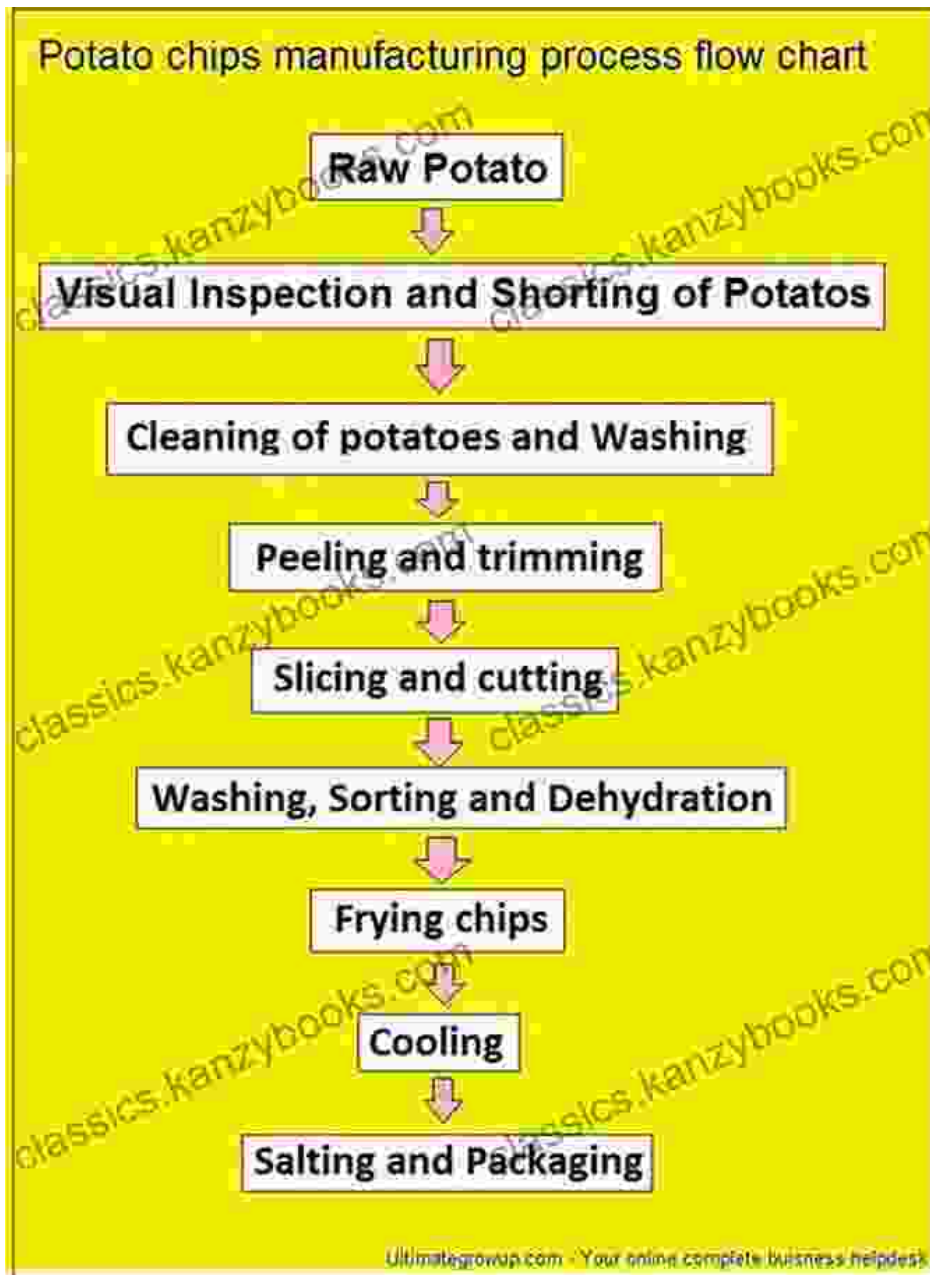 Potato chips manufacturing process flow chart
Raw Potato
Visual Inspection and Shorting of Potatos
Cleaning of potatoes and Washing
Peeling and trimming
Slicing and cutting
Washing, Sorting and Dehydration
Frying chips
Cooling
Salting and Packaging
Ultimategrowup.com - Your online complete buisness helpdesk
classics.kanzybooks.com
classics.kanzybooks.com
classics.kanzybooks.com
classics.kanzybooks.com
classics.kanzybooks.com
classics.kanzybooks.com